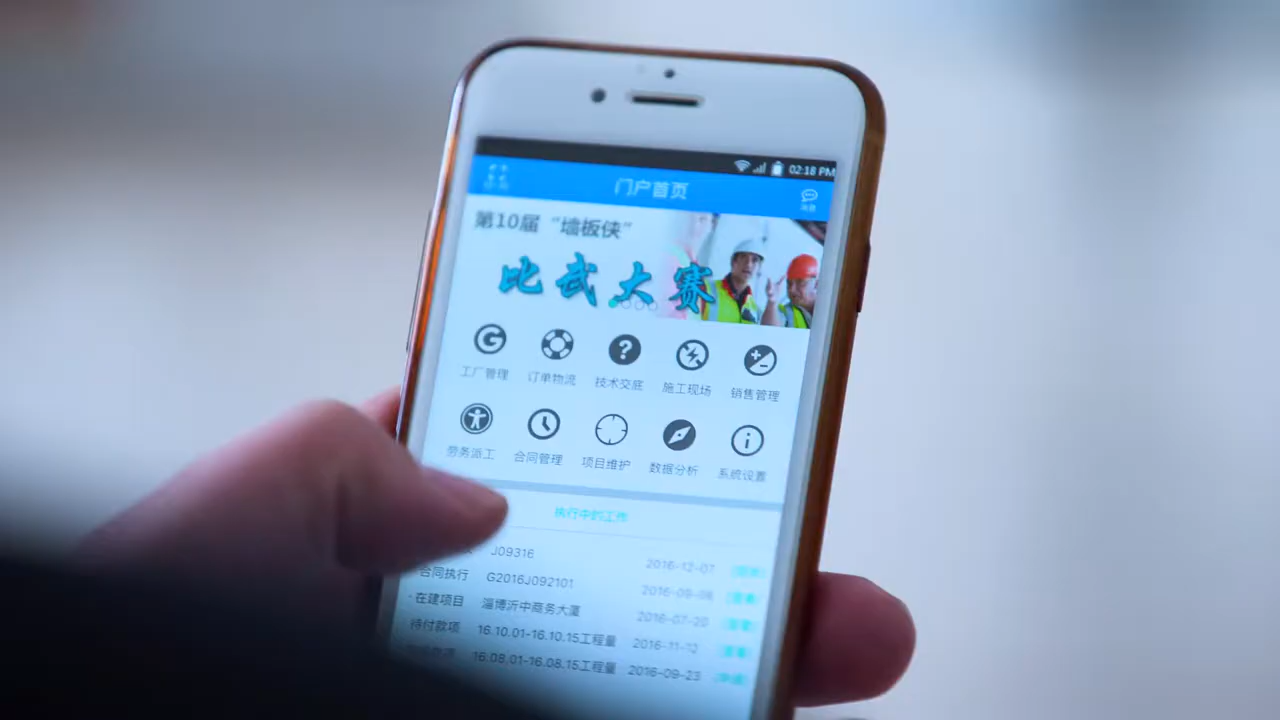 02:18 PM
门户首页
消息
第10届“墙板侠”
比武大赛
工厂管理 订单物流 技术交底 施工现场 销售管理
劳务派工 合同管理 项目维护 数据分析 系统设置
执行中的工作
J09316 2016-12-07
合同执行 G2016J092101 2016-09-06
·在建项目 淄博沂中商务大厦 2016-07-20
待付款项 16.10.01-16.10.15工程量 2016-11-12
16.08.01-16.08.15工程量 2016-09-23